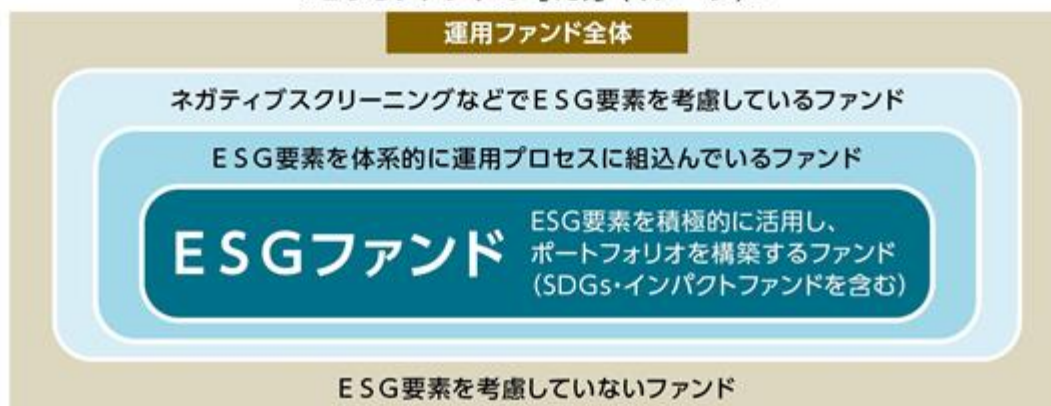 運用ファンド全体
ネガティブスクリーニングなどでESG要素を考慮しているファンド
ESG要素を体系的に運用プロセスに組込んでいるファンド
ESGファンド
ESG要素を積極的に活用し、
ポートフォリオを構築するファンド
(SDGs・インパクトファンドを含む)
ESG要素を考慮していないファンド